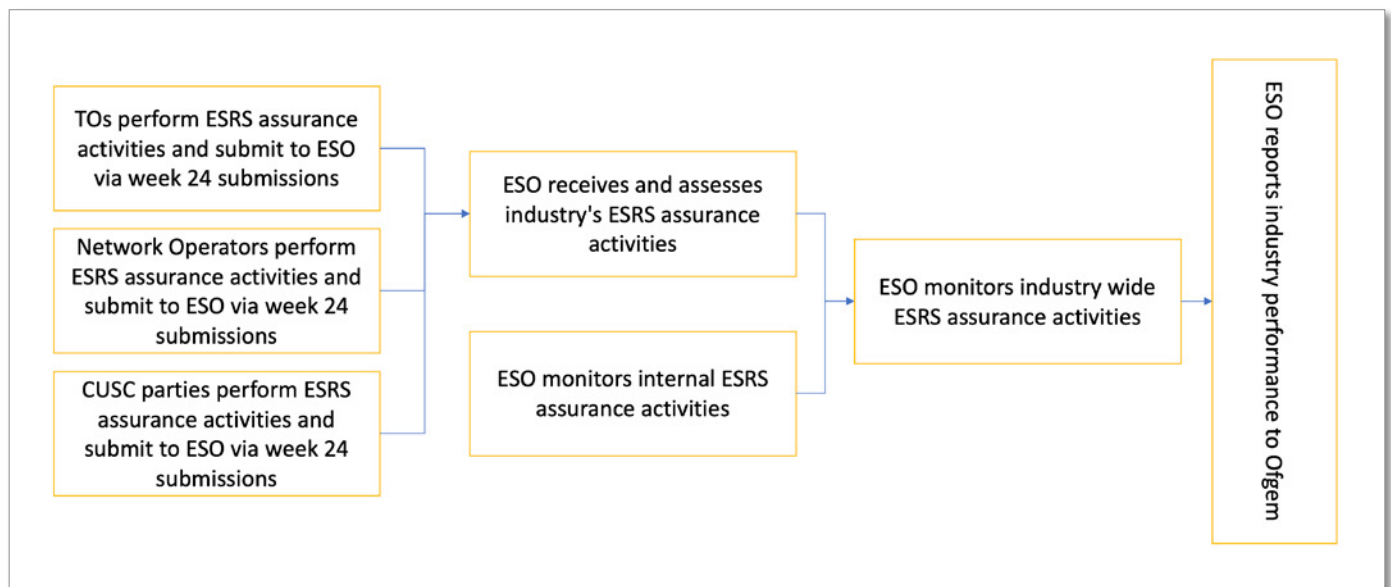 TOs perform ESRS assurance
activities and submit to ESO
via week 24 submissions
Network Operators perform
ESRS assurance activities and
submit to ESO via week 24
submissions
CUSC parties perform ESRS
assurance activities and
submit to ESO via week 24
submissions
ESO receives and assesses
industry's ESRS assurance
activities
ESO monitors internal ESRS
assurance activities
ESO monitors industry wide
ESRS assurance activities
ESO reports industry performance to Ofgem